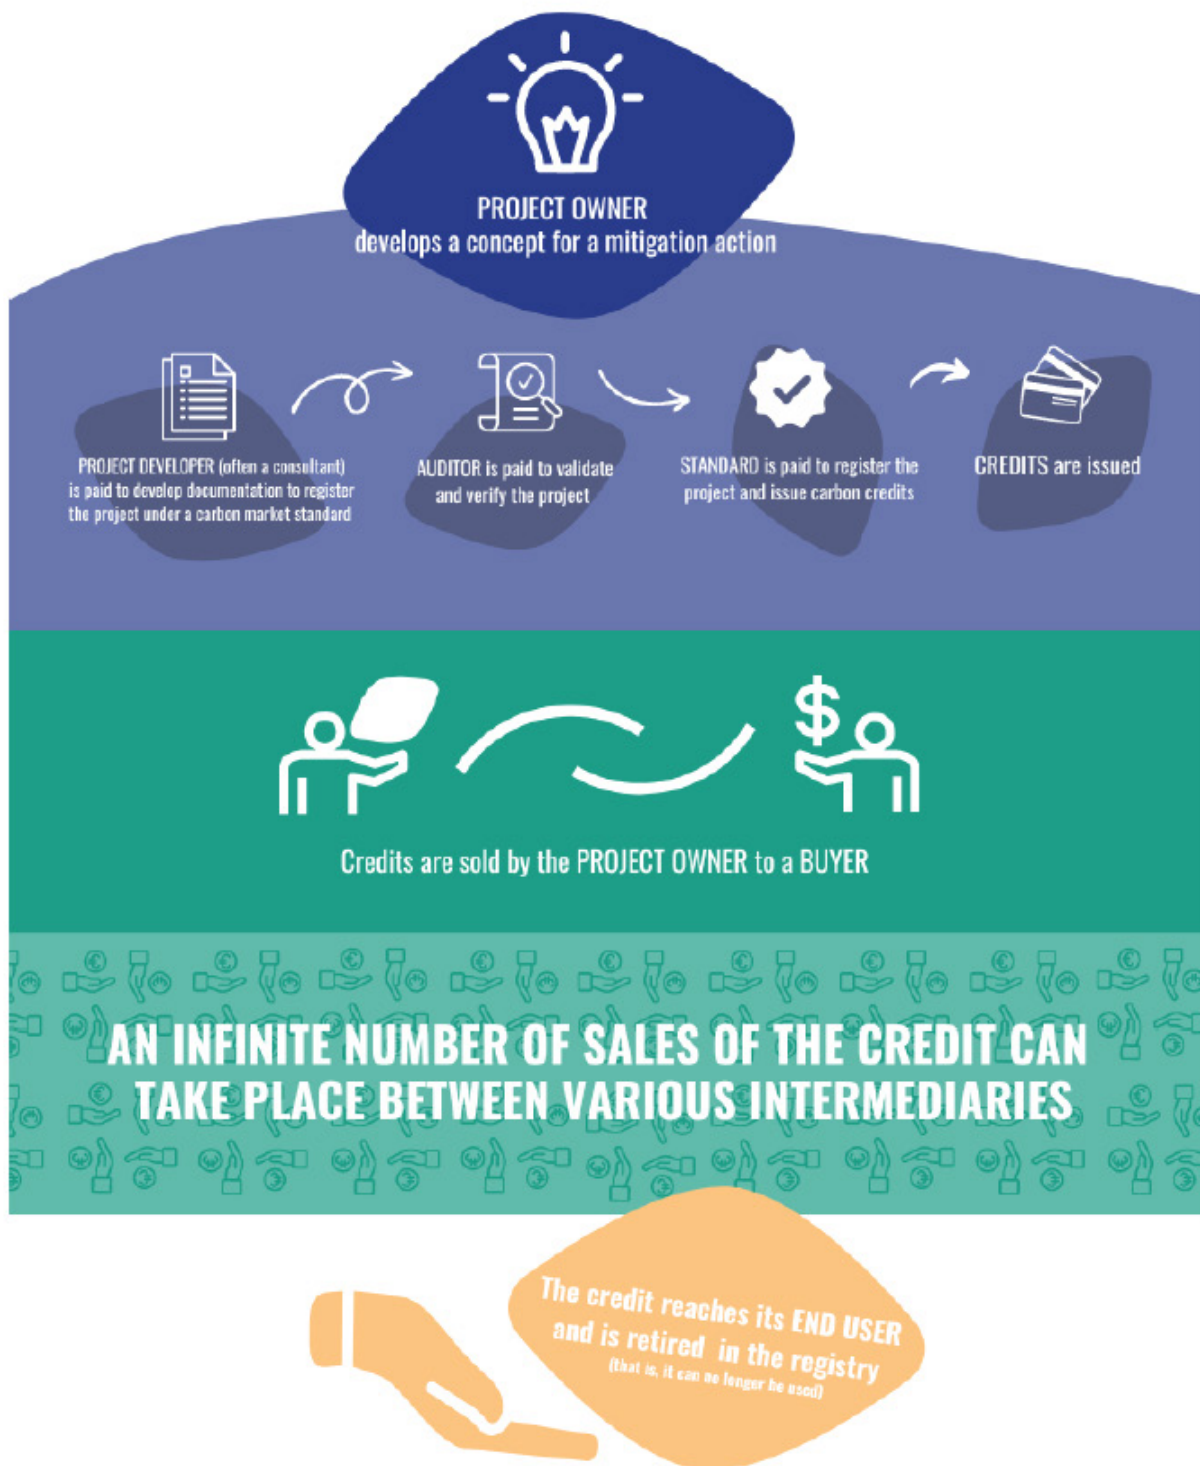 PROJECT OWNER
develops a concept for a mitigation action
PROJECT DEVELOPER (often a consultant)
is paid to develop documentation to register
the project under a carbon market standard
AUDITOR is paid to validate
and verify the project
STANDARD is paid to register the
project and issue carbon credits
CREDITS are issued
$
Credits are sold by the PROJECT OWNER to a BUYER
AN INFINITE NUMBER OF SALES OF THE CREDIT CAN
TAKE PLACE BETWEEN VARIOUS INTERMEDIARIES
The credit reaches its END USER
and is retired in the registry
(that is, it can no longer be used)